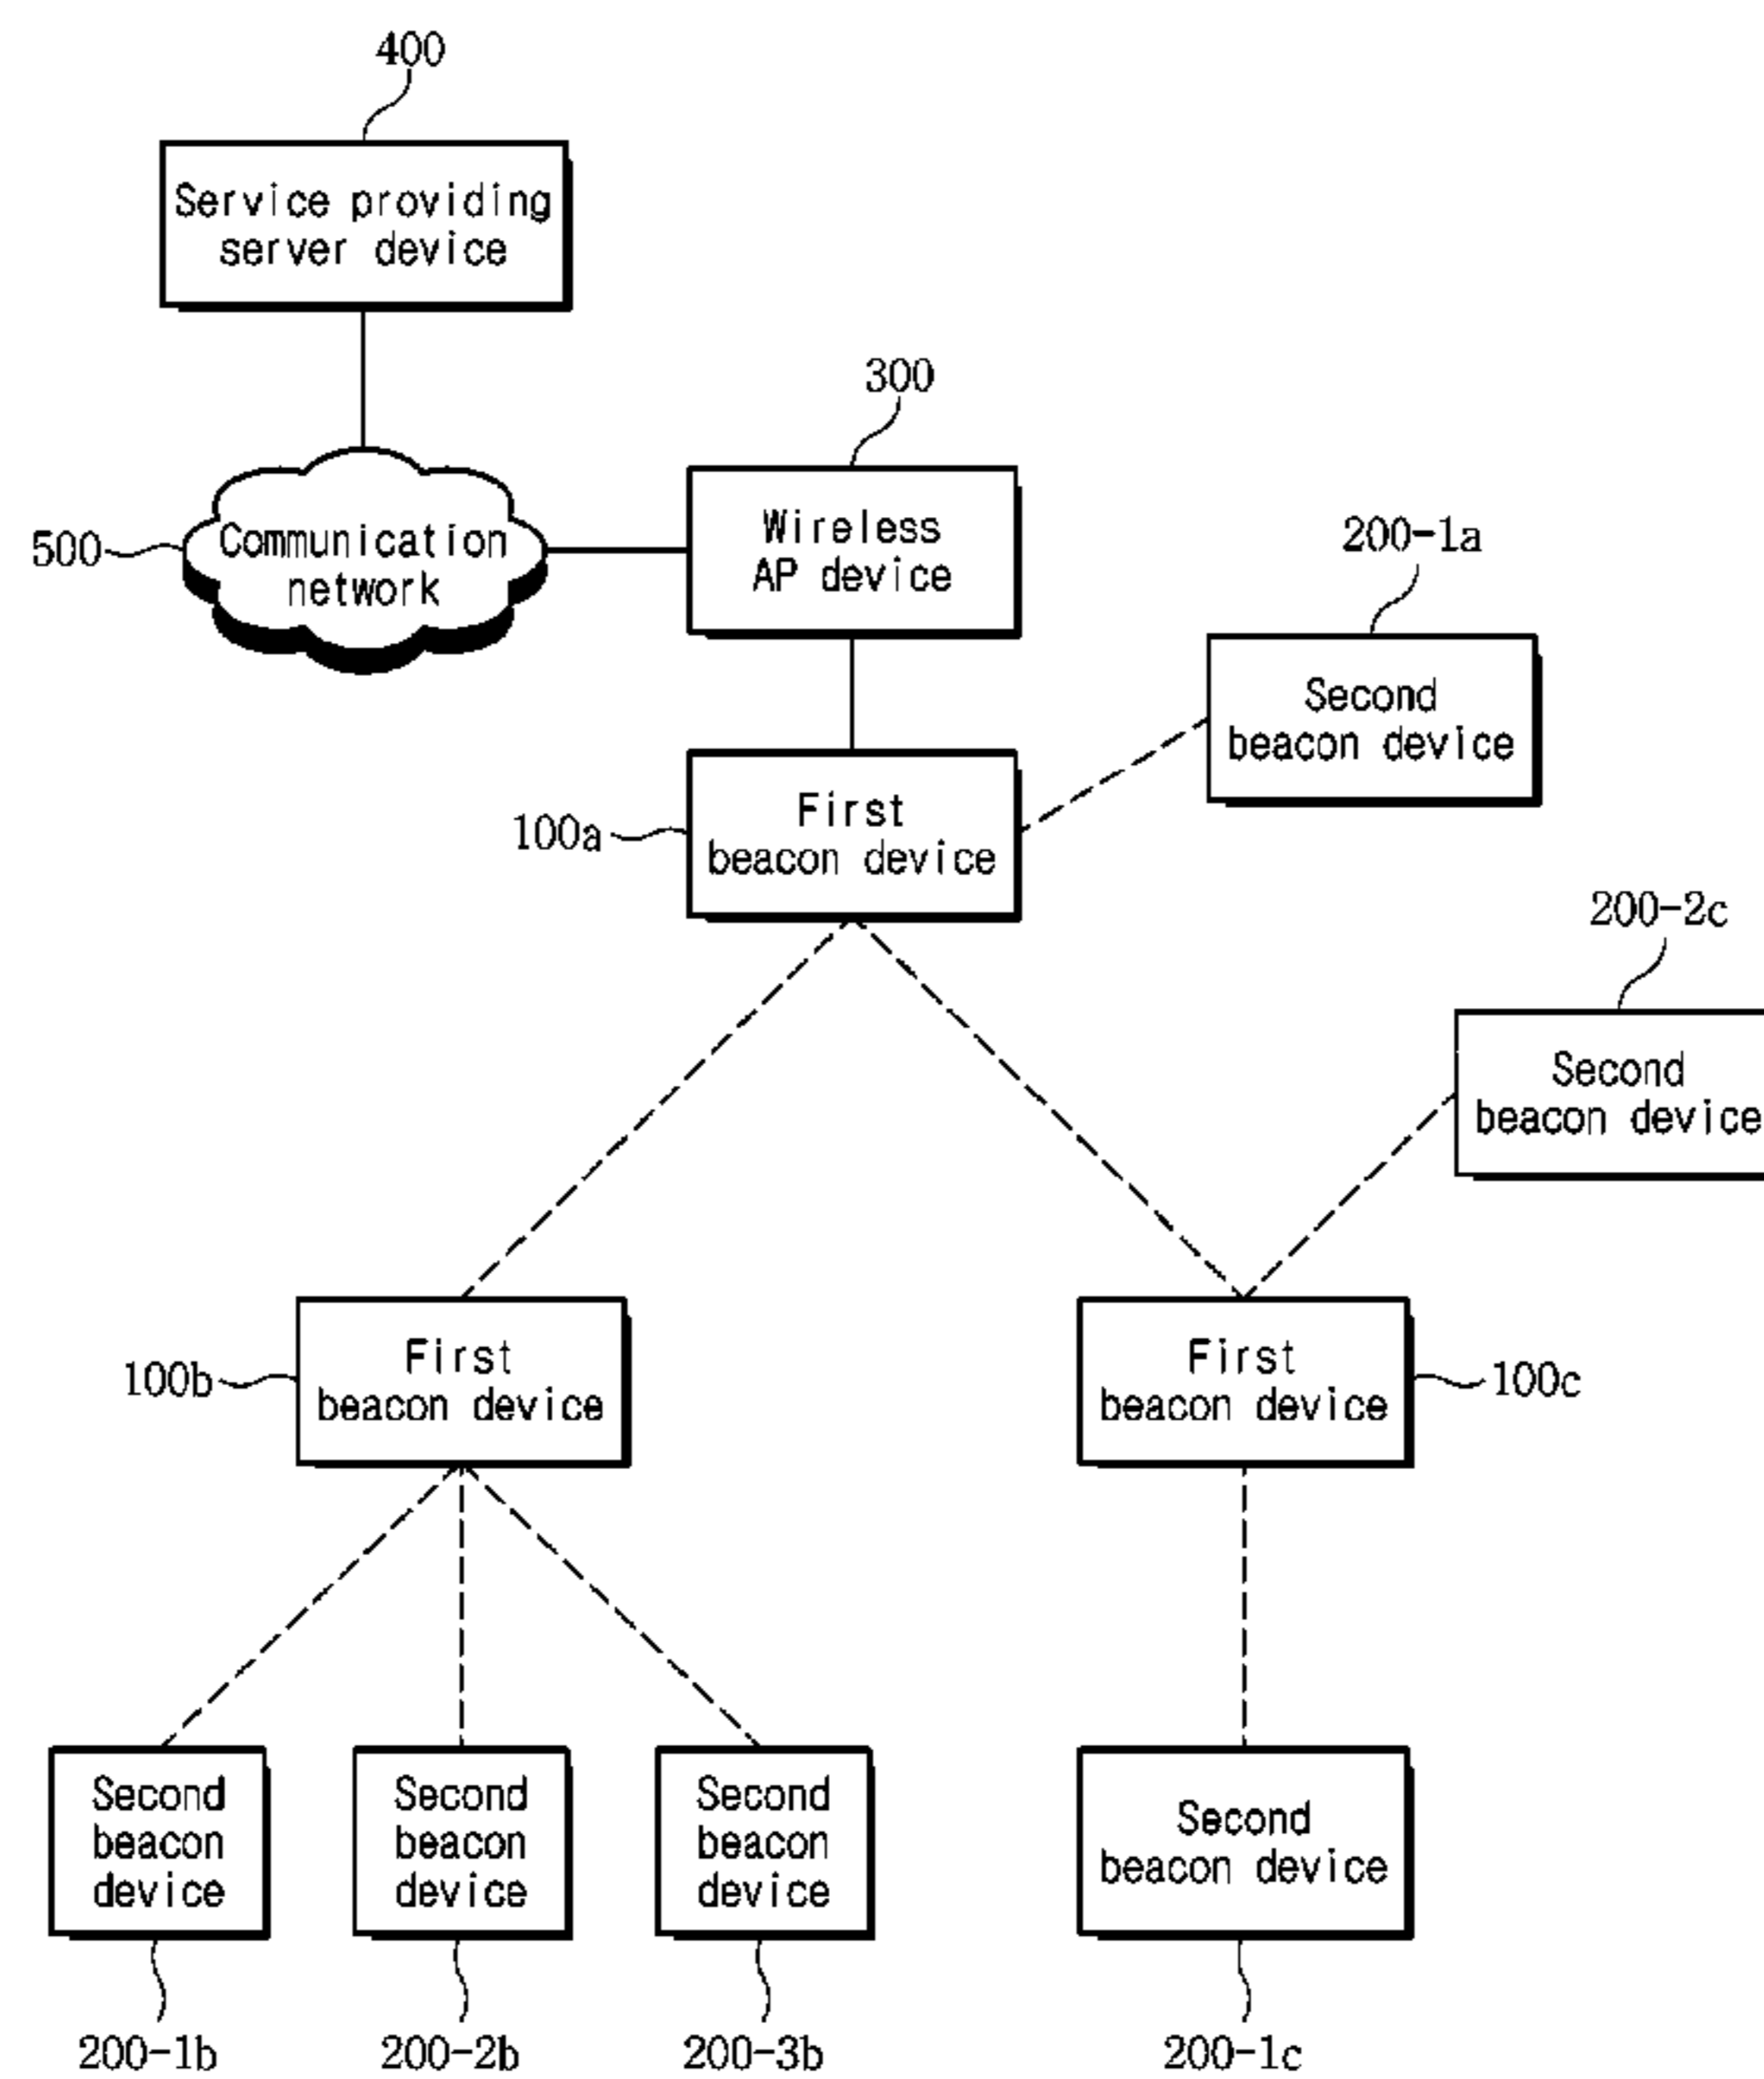 400
Service providing
server device
300
500
Communication
network
Wireless
AP device
200-1a
Second
beacon device
100a
First
beacon device
200-2c
Second
beacon device
100b
First
beacon device
First
beacon device
100c
Second
beacon
device
Second
beacon
device
Second
beacon
device
Second
beacon device
200-1b
200-2b
200-3b
200-1c